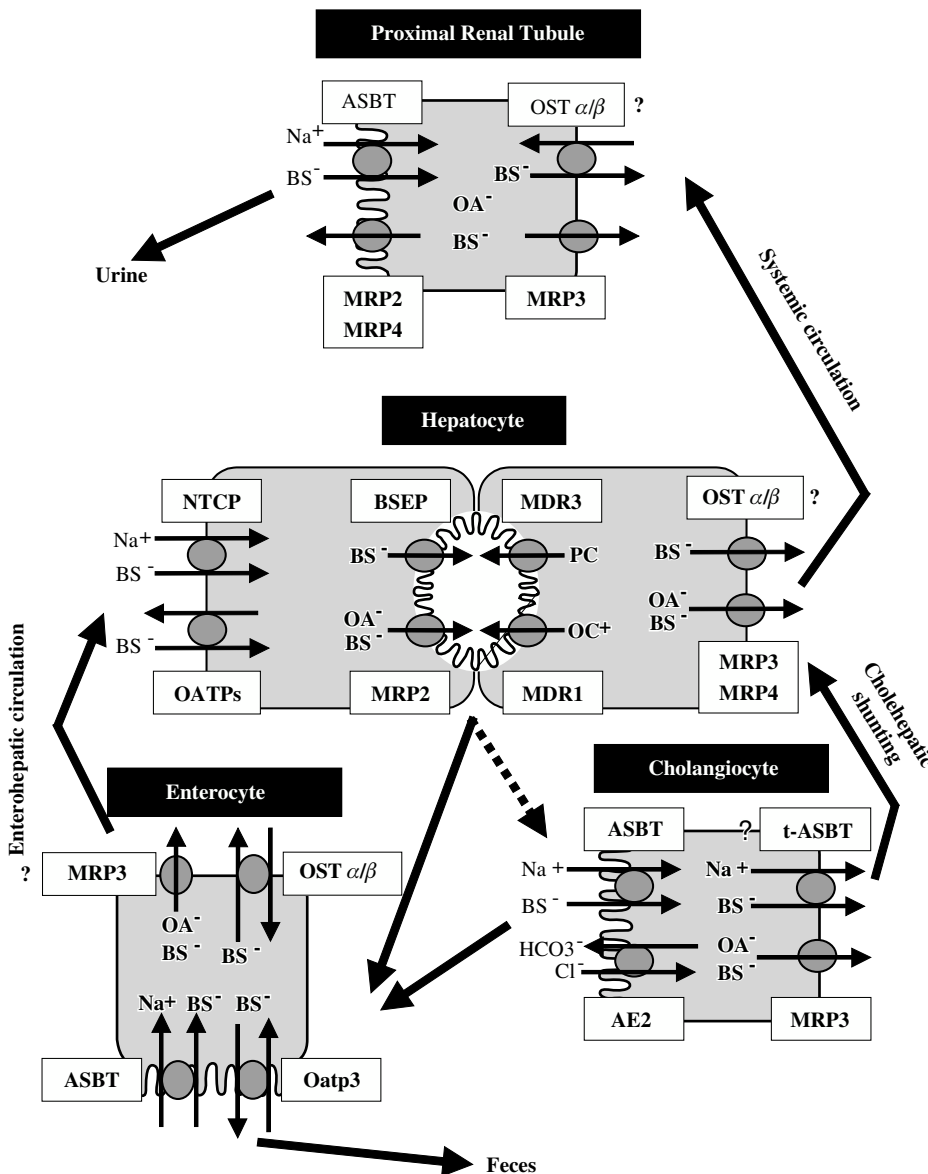 Proximal Renal Tubule
ASBT
OST α/β ?
Na+
BS-
BS-
OA-
BS-
Urine
MRP2
MRP4
MRP3
Systemic circulation
Hepatocyte
NTCP
BSEP
MDR3
OST α/β ?
Na+
BS-
BS-
PC
BS-
BS-
OA-
BS-
OC+
OA-
BS-
OATPs
MRP2
MDR1
MRP3
MRP4
Enterohepatic circulation
Cholehepatic
shunting
Enterocyte
Cholangiocyte
? MRP3
OST α/β
OA-
BS-
BS-
Na+ BS- BS-
ASBT
Oatp3
Feces
ASBT
? t-ASBT
Na+
Na+
BS-
BS-
HCO3-
Cl-
OA-
BS-
AE2
MRP3